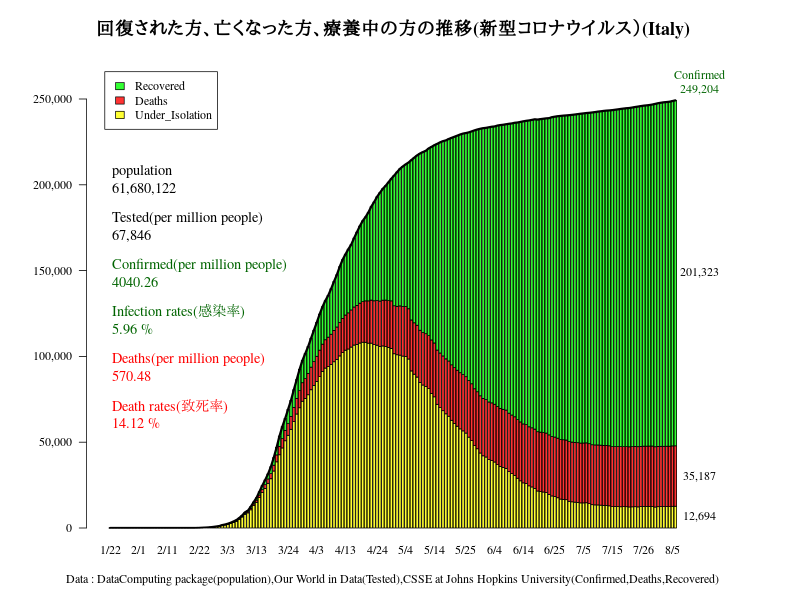 回復された方、亡くなった方、療養中の方の推移(新型コロナウイルス)(Italy)
Confirmed
249,204
Recovered
Deaths
Under_Isolation
250,000
200,000
150,000
100,000
50,000
0
population
61,680,122
Tested(per million people)
67,846
Confirmed(per million people)
4040.26
Infection rates(感染率)
5.96 %
Deaths(per million people)
570.48
Death rates(致死率)
14.12 %
201,323
35,187
12,694
1/22 2/1 2/11 2/22 3/3 3/13 3/24 4/3 4/13 4/24 5/4 5/14 5/25 6/4 6/14 6/25 7/5 7/15 7/26 8/5
Data : DataComputing package(population),Our World in Data(Tested),CSSE at Johns Hopkins University(Confirmed,Deaths,Recovered)